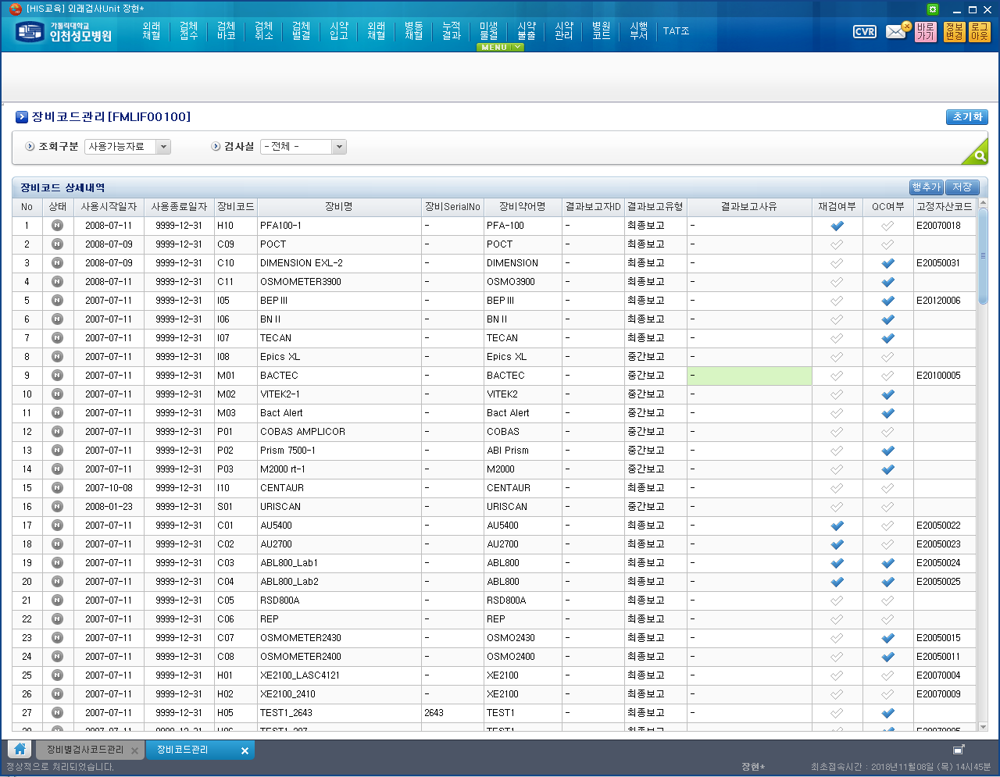 [HIS교육] 외래검사Unit 장현*
가톨릭대학교
인천성모병원
외래채혈 검체접수 검체바코 검체취소 검체별결 시약입고 외래채혈 병동채혈 누적결과 미생물결 시약불출 시약관리 병원코드 시행부서 TAT조
CVR 바로가기 정보변경 로그아웃
MENU
장비코드관리[FMLIF00100] 초기화
조회구분 사용가능자료 검사실 - 전체 -
장비코드 상세내역 행추가 저장
No 상태 사용시작일자 사용종료일자 장비코드 장비명 장비SerialNo 장비약어명 결과보고자ID 결과보고유형 결과보고사유 재검여부 QC여부 고정자산코드
1 N 2008-07-11 9999-12-31 H10 PFA100-1 - PFA-100 - 최종보고 - E20070018
2 N 2008-07-09 9999-12-31 C09 POCT - POCT - 최종보고 -
3 N 2008-07-09 9999-12-31 C10 DIMENSION EXL-2 - DIMENSION - 최종보고 - E20050031
4 N 2008-07-11 9999-12-31 C11 OSMOMETER3900 - OSMO3900 - 최종보고 -
5 N 2007-07-11 9999-12-31 I05 BEPⅢ - BEPⅢ - 최종보고 - E20120006
6 N 2007-07-11 9999-12-31 I06 BNⅡ - BNⅡ - 최종보고 -
7 N 2007-07-11 9999-12-31 I07 TECAN - TECAN - 최종보고 -
8 N 2007-07-11 9999-12-31 I08 Epics XL - Epics XL - 중간보고 -
9 N 2007-07-11 9999-12-31 M01 BACTEC - BACTEC - 중간보고 - E20100005
10 N 2007-07-11 9999-12-31 M02 VITEK2-1 - VITEK2 - 중간보고 -
11 N 2007-07-11 9999-12-31 M03 Bact Alert - Bact Alert - 중간보고 -
12 N 2007-07-11 9999-12-31 P01 COBAS AMPLICOR - COBAS - 중간보고 -
13 N 2007-07-11 9999-12-31 P02 Prism 7500-1 - ABI Prism - 중간보고 -
14 N 2007-07-11 9999-12-31 P03 M2000 rt-1 - M2000 - 중간보고 -
15 N 2007-10-08 9999-12-31 I10 CENTAUR - CENTAUR - 최종보고 -
16 N 2008-01-23 9999-12-31 S01 URISCAN - URISCAN - 중간보고 -
17 N 2007-07-11 9999-12-31 C01 AU5400 - AU5400 - 최종보고 - E20050022
18 N 2007-07-11 9999-12-31 C02 AU2700 - AU2700 - 최종보고 - E20050023
19 N 2007-07-11 9999-12-31 C03 ABL800_Lab1 - ABL800 - 최종보고 - E20050024
20 N 2007-07-11 9999-12-31 C04 ABL800_Lab2 - ABL800 - 최종보고 - E20050025
21 N 2007-07-11 9999-12-31 C05 RSD800A - RSD800A - 최종보고 -
22 N 2007-07-11 9999-12-31 C06 REP - REP - 최종보고 -
23 N 2007-07-11 9999-12-31 C07 OSMOMETER2430 - OSMO2430 - 최종보고 - E20050015
24 N 2007-07-11 9999-12-31 C08 OSMOMETER2400 - OSMO2400 - 최종보고 - E20050011
25 N 2007-07-11 9999-12-31 H01 XE2100_LASC4121 - XE2100 - 최종보고 - E20070004
26 N 2007-07-11 9999-12-31 H02 XE2100_2410 - XE2100 - 최종보고 - E20070009
27 N 2007-07-11 9999-12-31 H05 TEST1_2643 2643 TEST1 - 최종보고 -
장비별검사코드관리 장비코드관리
정상적으로 처리되었습니다. 장현* 최초접속시간 : 2018년11월08일 (목) 14시45분